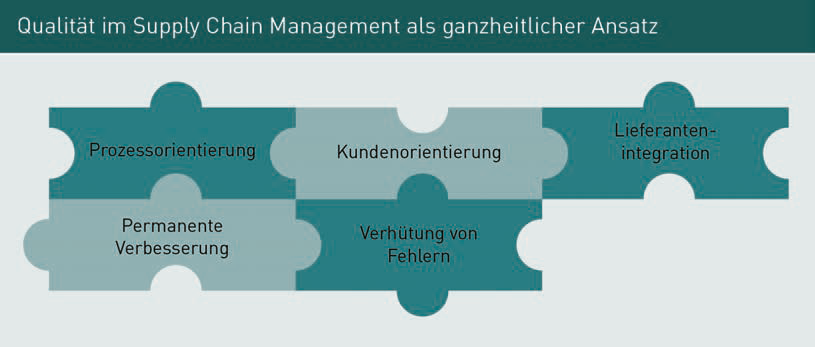 Qualität im Supply Chain Management als ganzheitlicher Ansatz
Prozessorientierung
Kundenorientierung
Lieferanten-
integration
Permanente
Verbesserung
Verhütung von
Fehlern